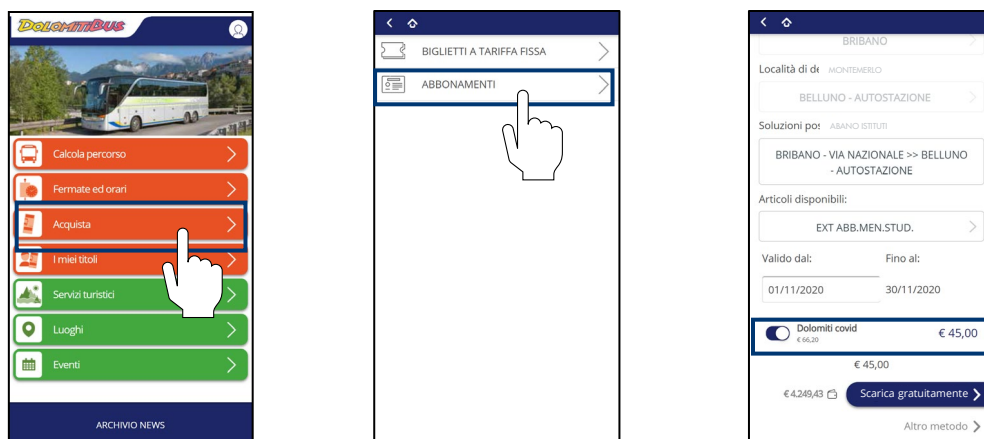 DOLOMITIBUS
Calcola percorso
Fermate ed orari
Acquista
I miei titoli
Servizi turistici
Luoghi
Eventi
ARCHIVIO NEWS
BIGLIETTI A TARIFFA FISSA
ABBONAMENTI
BRIBANO
Località di de MONTEMERLO
BELLUNO - AUTOSTAZIONE
Soluzioni pos ABANO ISTITUTI
BRIBANO - VIA NAZIONALE >> BELLUNO
- AUTOSTAZIONE
Articoli disponibili:
EXT ABB.MEN.STUD.
Valido dal: Fino al:
01/11/2020 30/11/2020
Dolomiti covid € 45,00
€ 66,20
€ 45,00
€ 4.249,43 Scarica gratuitamente
Altro metodo